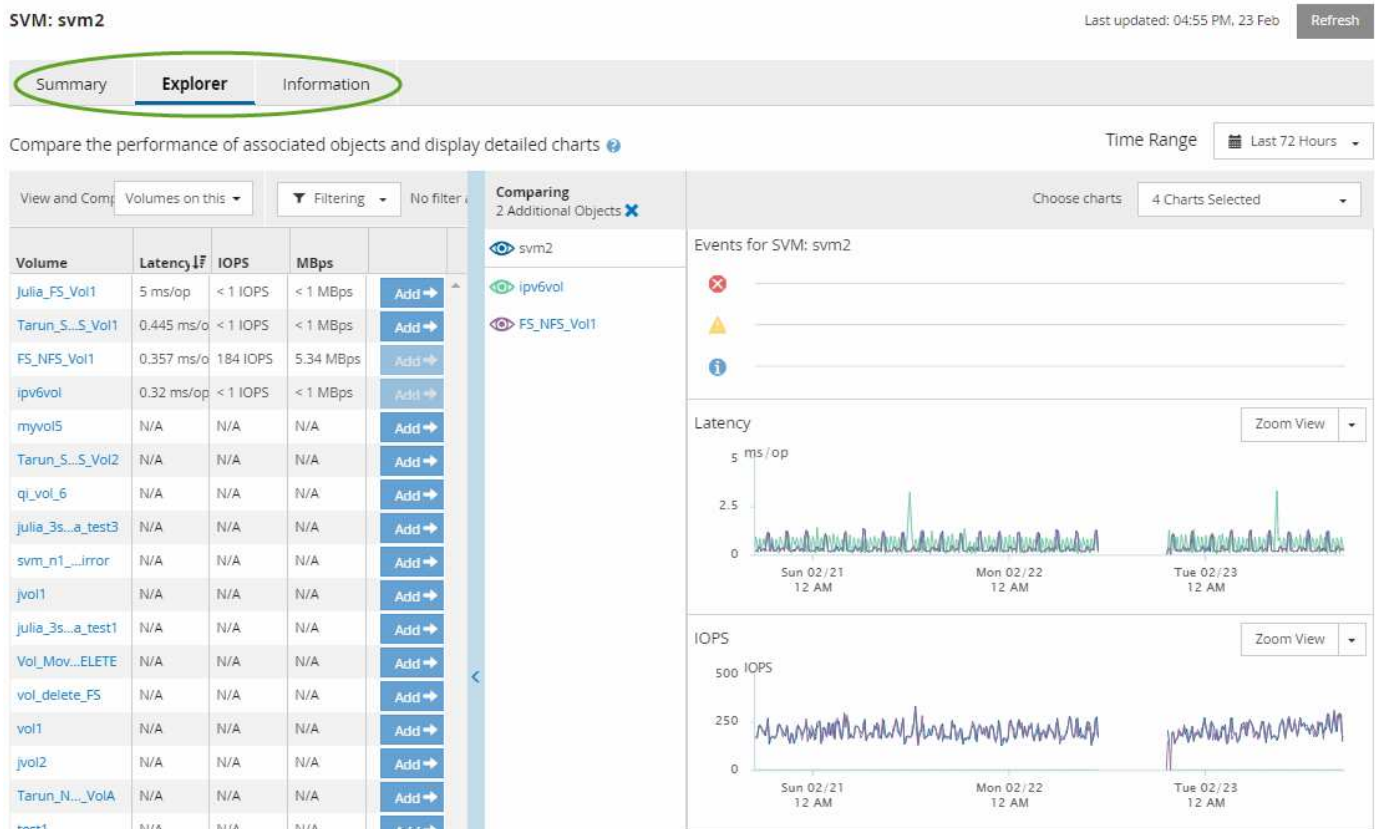 SVM: svm2
Last updated: 04:55 PM, 23 Feb Refresh
Summary Explorer Information
Compare the performance of associated objects and display detailed charts ?
Time Range Last 72 Hours
View and Comp Volumes on this Filtering No filter
Comparing
2 Additional Objects
Choose charts 4 Charts Selected
Volume Latency IOPS MBps
Julia_FS_Vol1 5 ms/op < 1 IOPS < 1 MBps Add
Tarun_S...S_Vol1 0.445 ms/o < 1 IOPS < 1 MBps Add
FS_NFS_Vol1 0.357 ms/o 184 IOPS 5.34 MBps Add
ipv6vol 0.32 ms/op < 1 IOPS < 1 MBps Add
myvol5 N/A N/A N/A Add
Tarun_S...S_Vol2 N/A N/A N/A Add
qi_vol_6 N/A N/A N/A Add
julia_3s...a_test3 N/A N/A N/A Add
svm_n1_...irror N/A N/A N/A Add
jvol1 N/A N/A N/A Add
julia_3s...a_test1 N/A N/A N/A Add
Vol_Mov...ELETE N/A N/A N/A Add
vol_delete_FS N/A N/A N/A Add
vol1 N/A N/A N/A Add
jvol2 N/A N/A N/A Add
Tarun_N..._VolA N/A N/A N/A Add
test1 N/A N/A N/A Add
svm2
ipv6vol
FS_NFS_Vol1
Events for SVM: svm2
Latency Zoom View
5 ms/op
2.5
0
Sun 02/21 Mon 02/22 Tue 02/23
12 AM 12 AM 12 AM
IOPS Zoom View
500 IOPS
250
0
Sun 02/21 Mon 02/22 Tue 02/23
12 AM 12 AM 12 AM